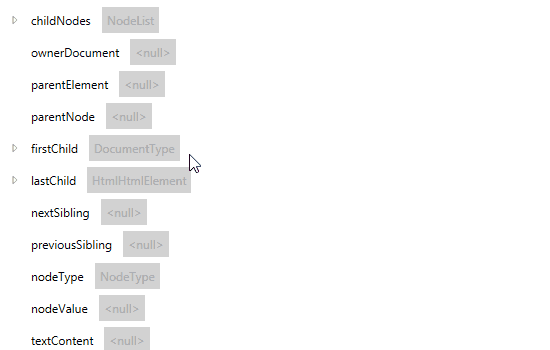 childNodes NodeList
ownerDocument <null>
parentElement <null>
parentNode <null>
firstChild DocumentType
lastChild HtmlHtmlElement
nextSibling <null>
previousSibling <null>
nodeType NodeType
nodeValue <null>
textContent <null>